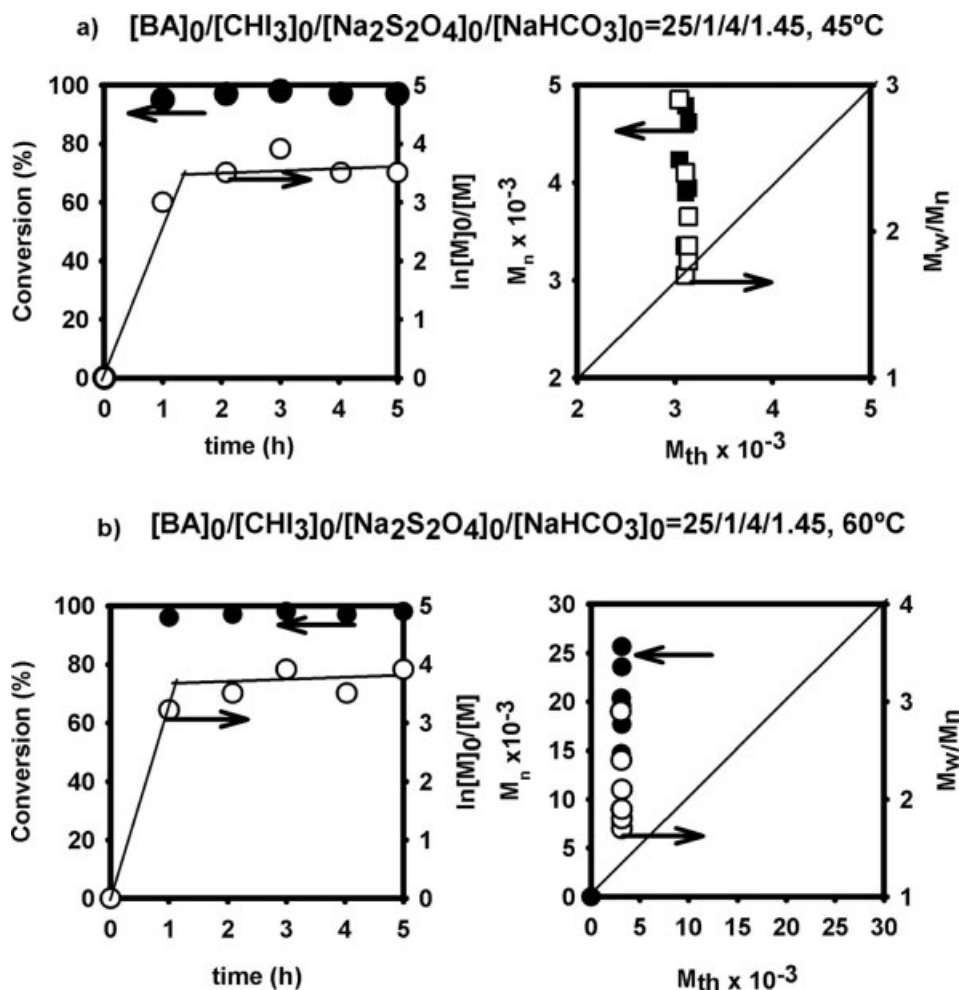 a) [BA]0/[CHI3]0/[Na2S2O4]0/[NaHCO3]0=25/1/4/1.45, 45ºC
100
80
60
40
20
0
Conversion (%)
5
4
3
2
1
0
ln[M]0/[M]
0 1 2 3 4 5
time (h)
5
4
3
2
Mn x 10-3
3
2
1
Mw/Mn
2 3 4 5
Mth x 10-3
b) [BA]0/[CHI3]0/[Na2S2O4]0/[NaHCO3]0=25/1/4/1.45, 60ºC
100
80
60
40
20
0
Conversion (%)
5
4
3
2
1
0
ln[M]0/[M]
0 1 2 3 4 5
time (h)
30
25
20
15
10
5
0
Mn x10-3
4
3
2
1
Mw/Mn
0 5 10 15 20 25 30
Mth x 10-3